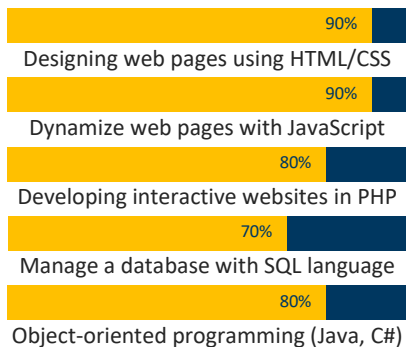 90%
Designing web pages using HTML/CSS
90%
Dynamize web pages with JavaScript
80%
Developing interactive websites in PHP
70%
Manage a database with SQL language
80%
Object-oriented programming (Java, C#)